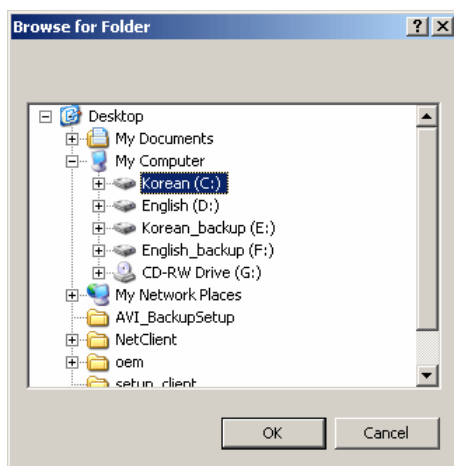 Browse for Folder
Desktop
My Documents
My Computer
Korean (C:)
English (D:)
Korean_backup (E:)
English_backup (F:)
CD-RW Drive (G:)
My Network Places
AVI_BackupSetup
NetClient
oem
setup_client
OK Cancel